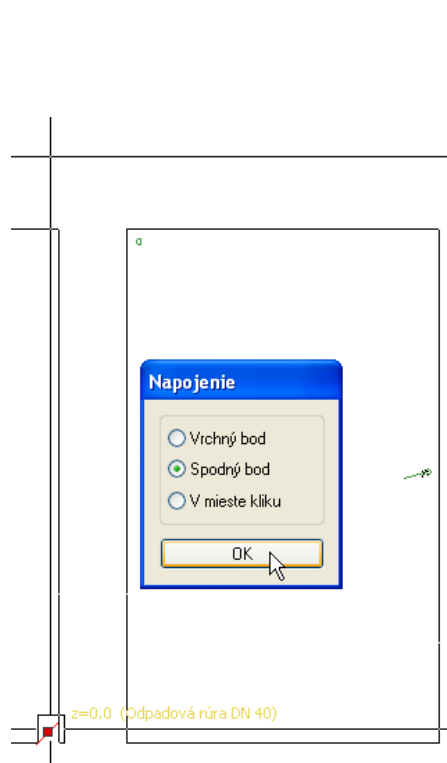 a
Napojenie
Vrchný bod
Spodný bod
V mieste kliku
OK
z=0.0 (Odpadová rúra DN 40)